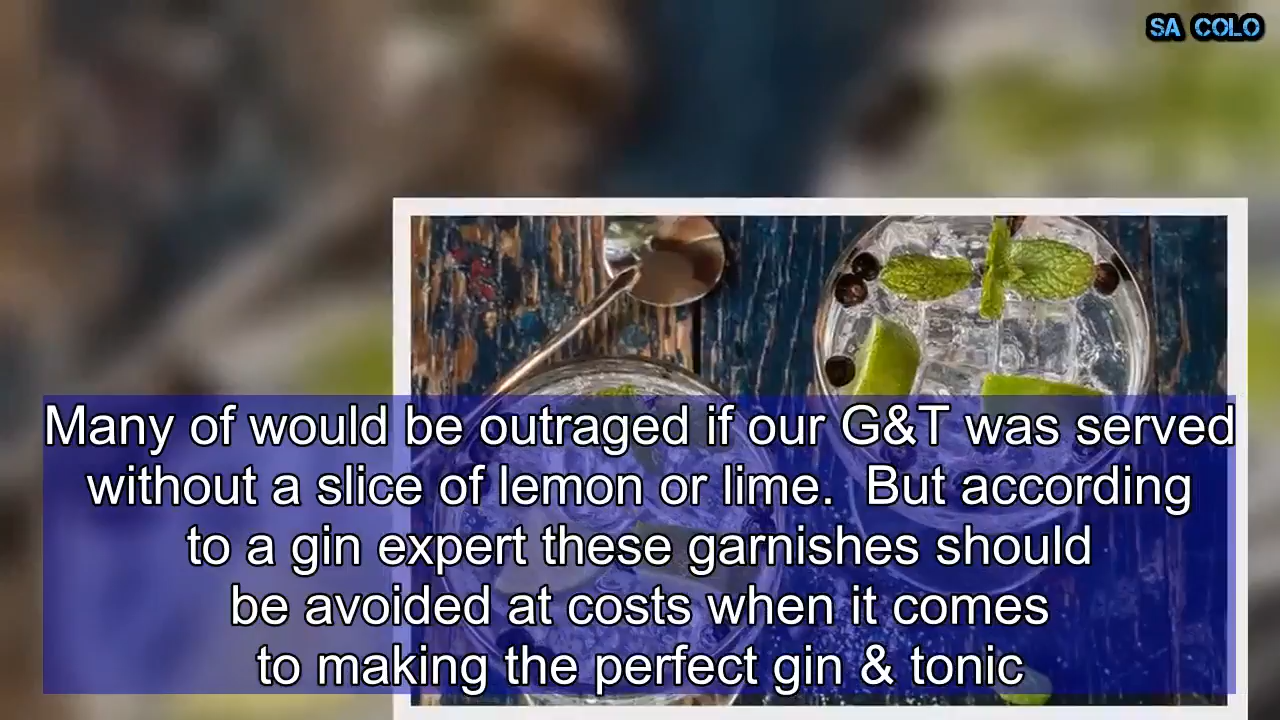 SA COLO
Many of would be outraged if our G&T was served
without a slice of lemon or lime.  But according
to a gin expert these garnishes should
be avoided at costs when it comes
to making the perfect gin & tonic